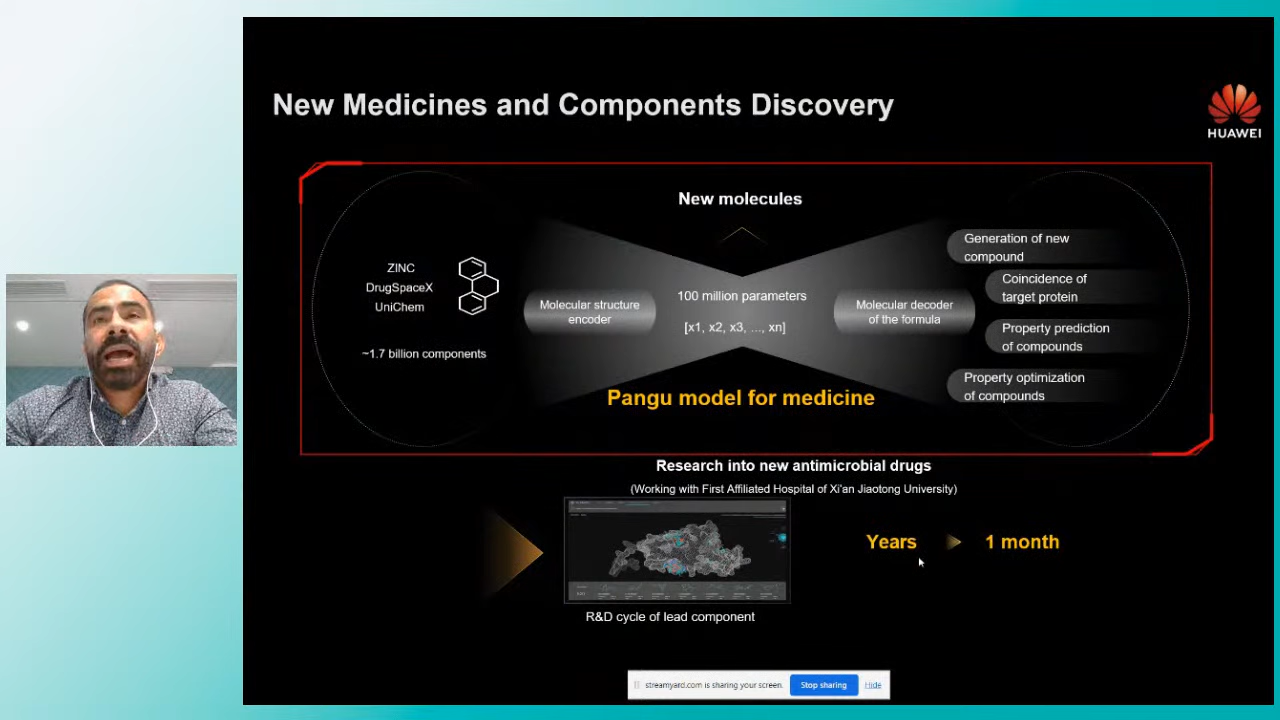 New Medicines and Components Discovery
HUAWEI
New molecules
ZINC
DrugSpaceX
UniChem
~1.7 billion components
Molecular structure
encoder
100 million parameters
[x1, x2, x3, ..., xn]
Molecular decoder
of the formula
Generation of new
compound
Coincidence of
target protein
Property prediction
of compounds
Property optimization
of compounds
Pangu model for medicine
Research into new antimicrobial drugs
(Working with First Affiliated Hospital of Xi'an Jiaotong University)
Years
1 month
R&D cycle of lead component
streamyard.com is sharing your screen.
Stop sharing
Hide